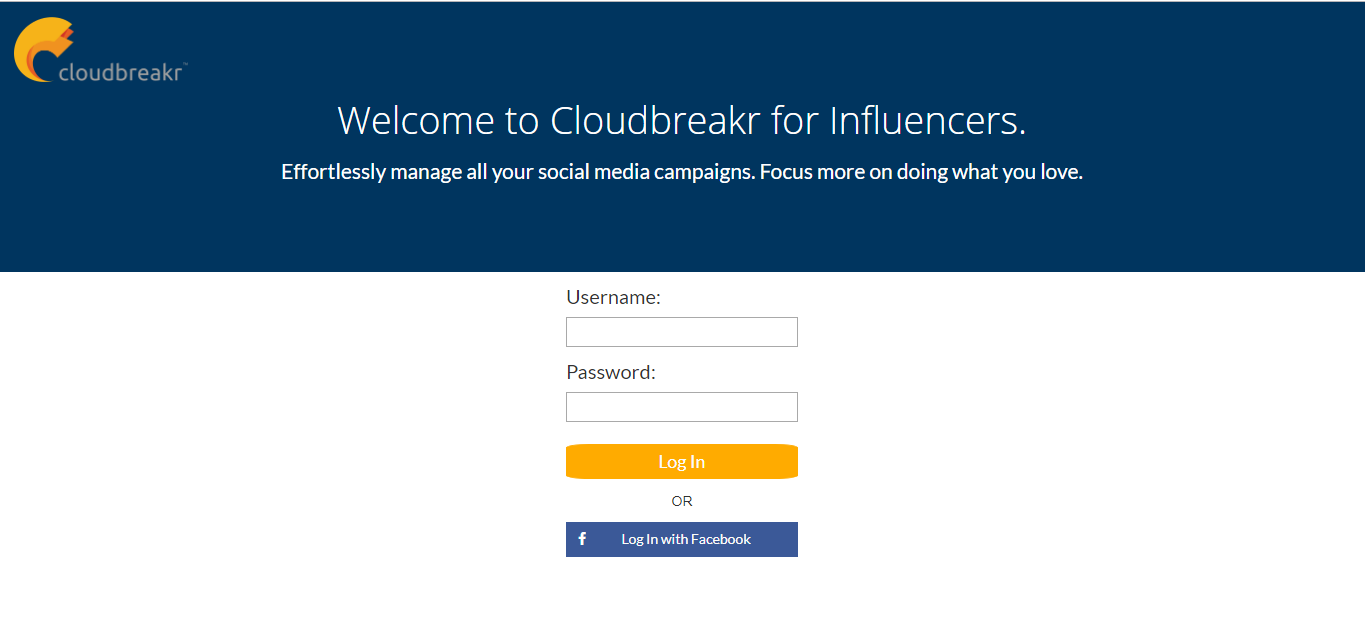 cloudbreakr™
Welcome to Cloudbreakr for Influencers.
Effortlessly manage all your social media campaigns. Focus more on doing what you love.
Username:
Password:
Log In
OR
f Log In with Facebook